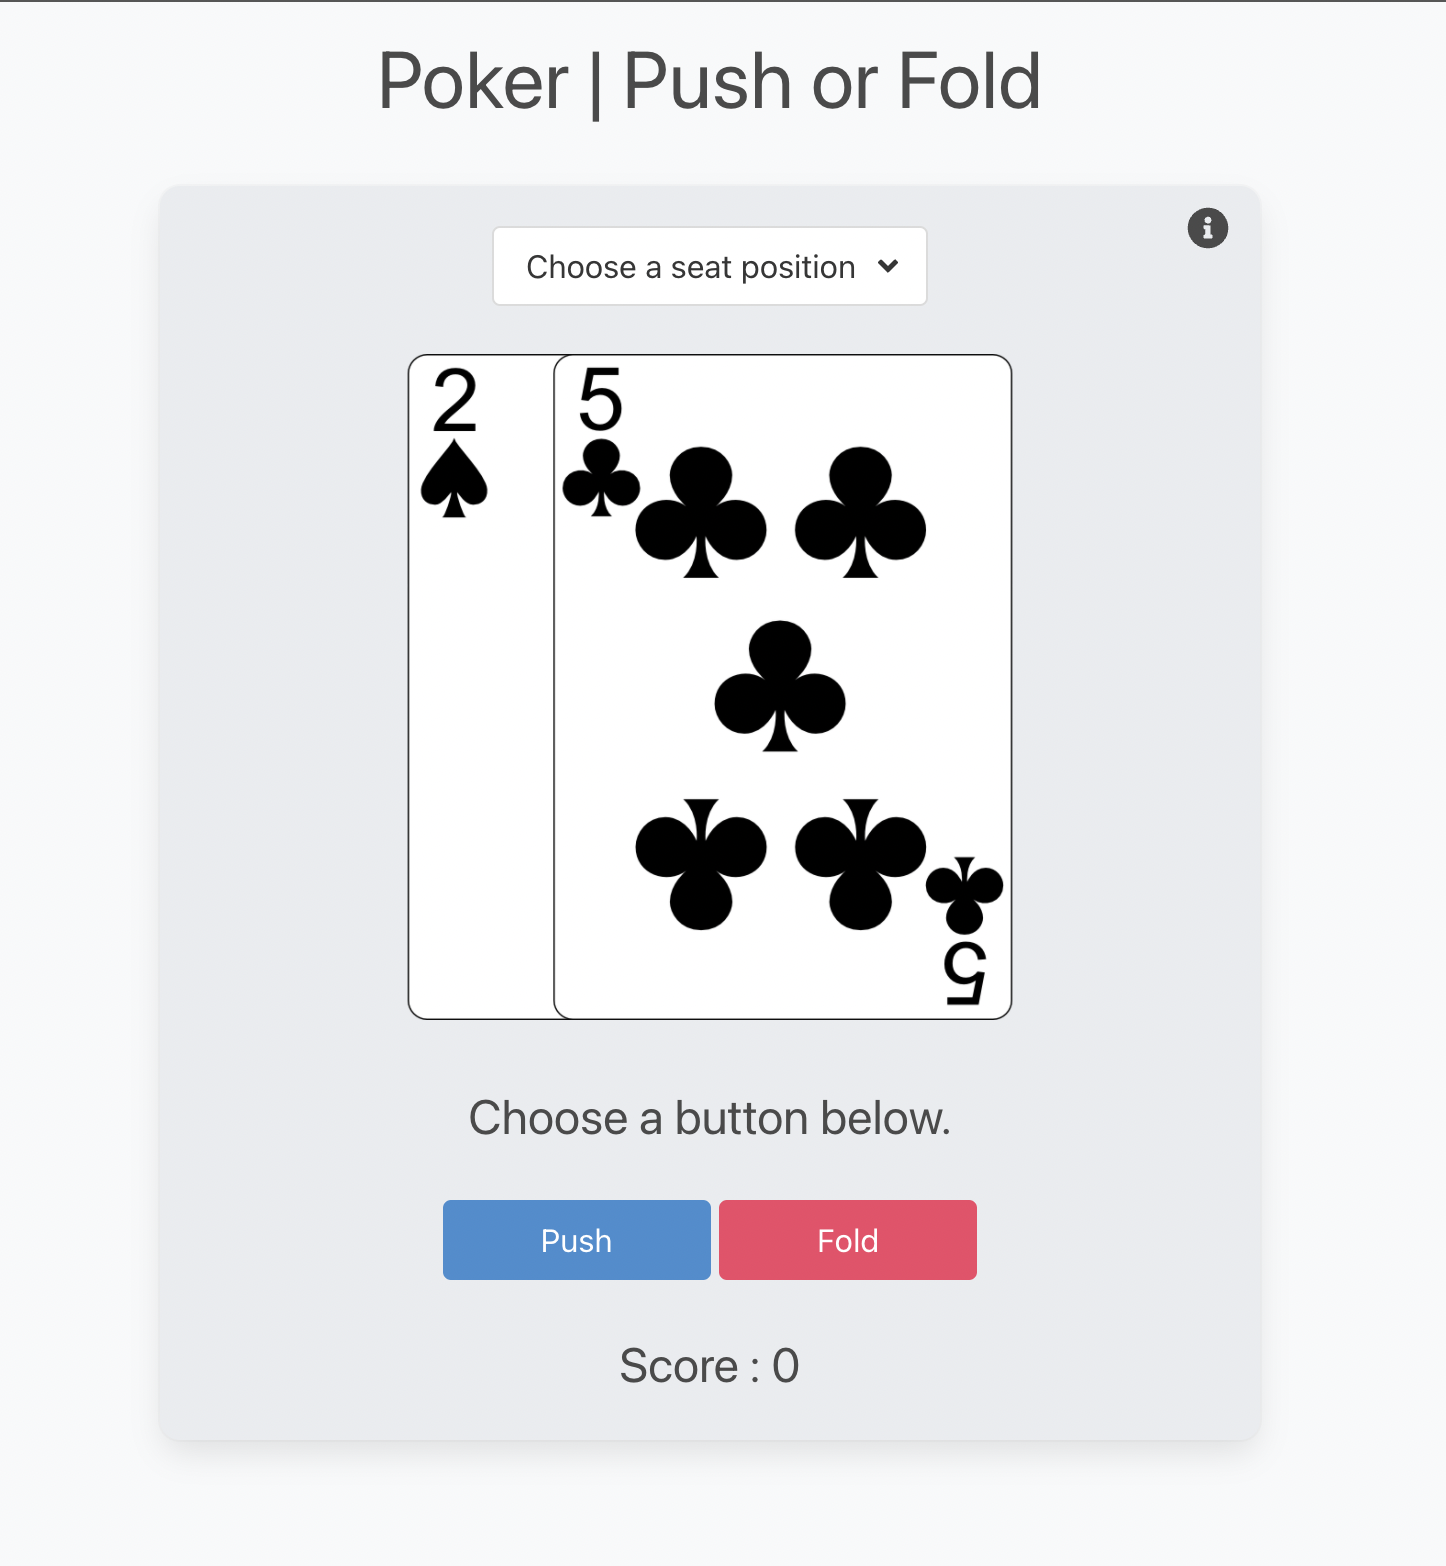 Poker | Push or Fold
Choose a seat position
2
5
5
Choose a button below.
Push
Fold
Score : 0